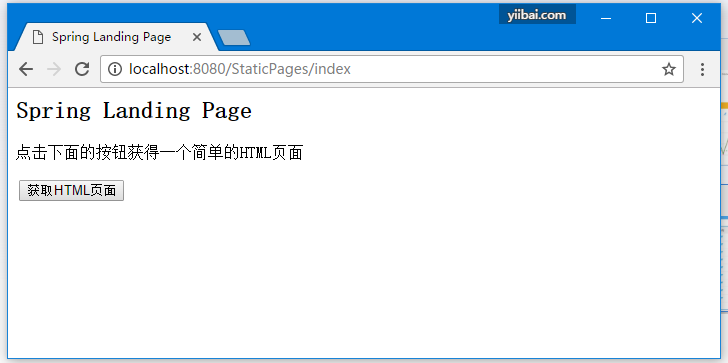 yiibai.com
Spring Landing Page
localhost:8080/StaticPages/index
Spring Landing Page
点击下面的按钮获得一个简单的HTML页面
获取HTML页面